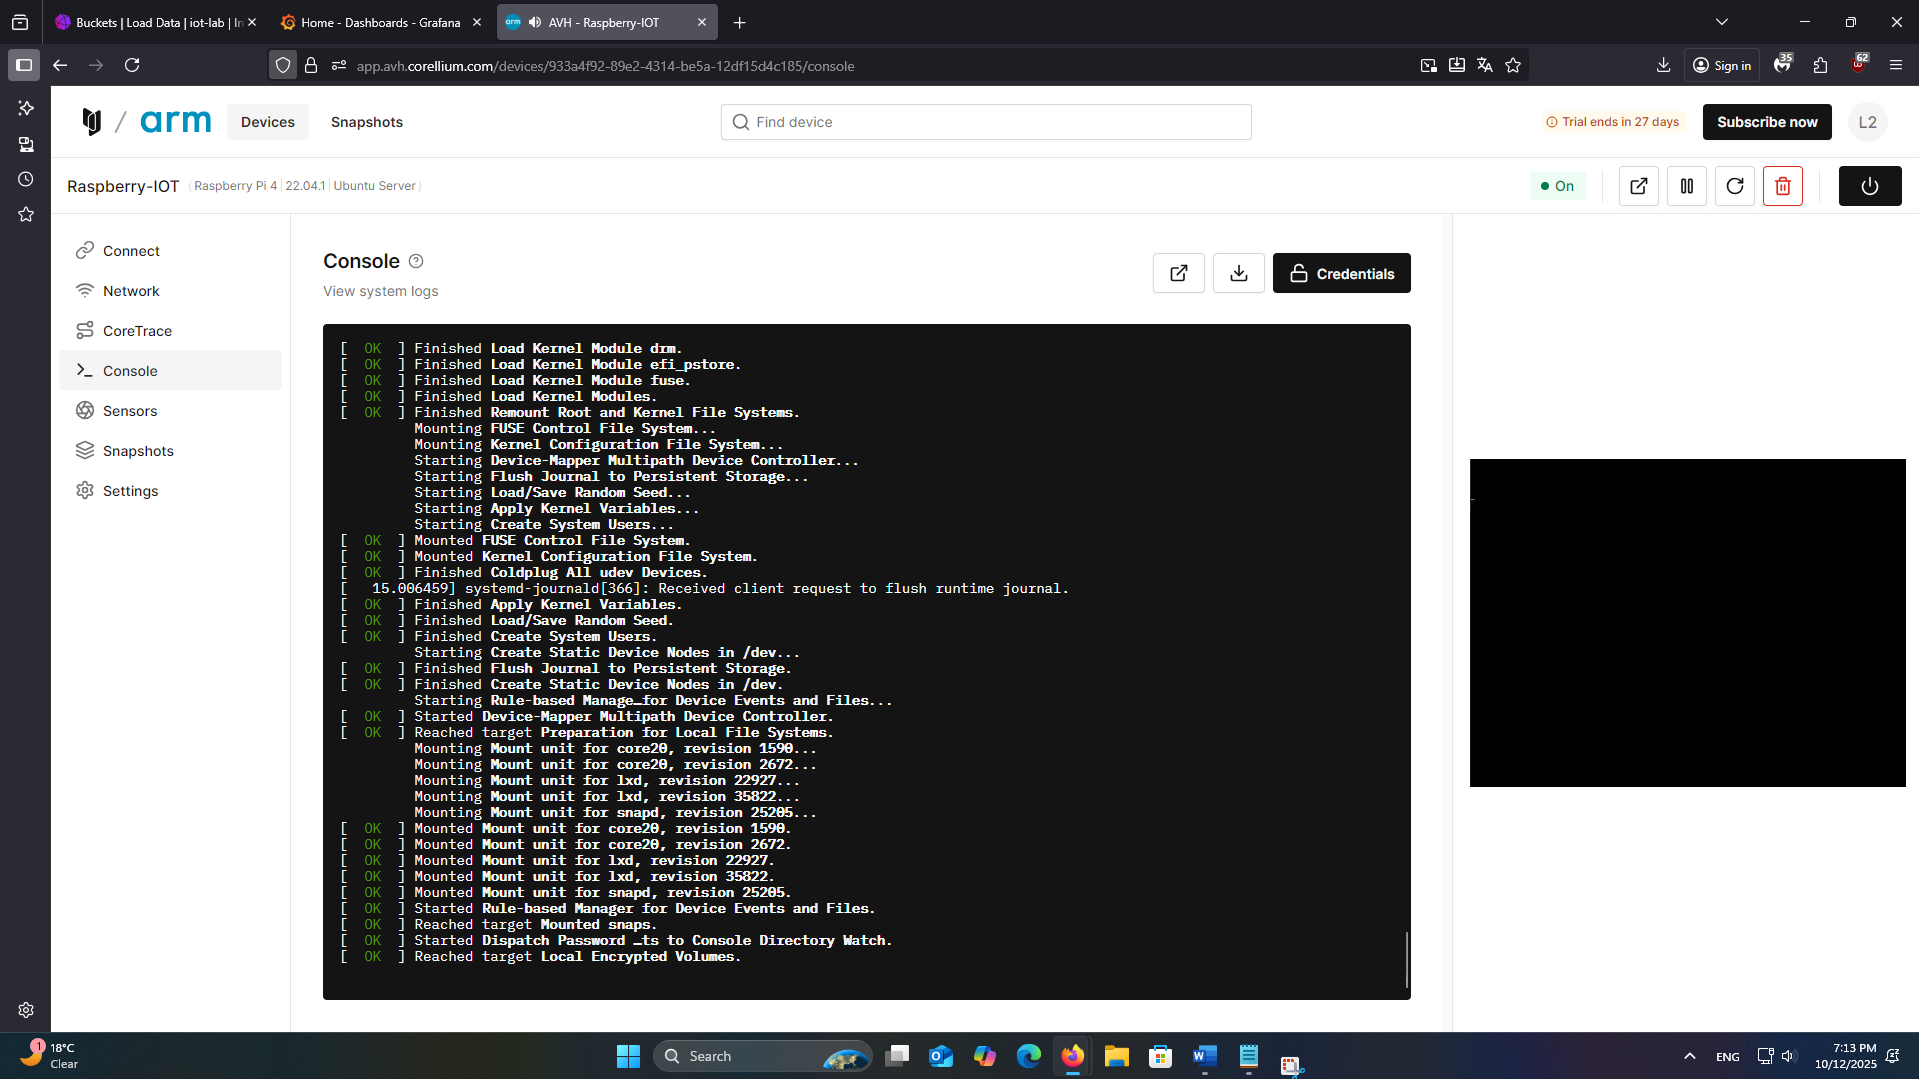 Buckets | Load Data | iot-lab | In
Home - Dashboards - Grafana
arm AVH - Raspberry-IOT
app.avh.corellium.com/devices/933a4f92-89e2-4314-be5a-12df15d4c185/console
Sign in
35
62
/ arm
Devices
Snapshots
Find device
Trial ends in 27 days
Subscribe now
L2
Raspberry-IOT
Raspberry Pi 4 | 22.04.1 | Ubuntu Server
On
Connect
Network
CoreTrace
Console
Sensors
Snapshots
Settings
Console
View system logs
Credentials
[  OK  ] Finished Load Kernel Module drm.
[  OK  ] Finished Load Kernel Module efi_pstore.
[  OK  ] Finished Load Kernel Module fuse.
[  OK  ] Finished Load Kernel Modules.
[  OK  ] Finished Remount Root and Kernel File Systems.
Mounting FUSE Control File System...
Mounting Kernel Configuration File System...
Starting Device-Mapper Multipath Device Controller...
Starting Flush Journal to Persistent Storage...
Starting Load/Save Random Seed...
Starting Apply Kernel Variables...
Starting Create System Users...
[  OK  ] Mounted FUSE Control File System.
[  OK  ] Mounted Kernel Configuration File System.
[  OK  ] Finished Coldplug All udev Devices.
[   15.006459] systemd-journald[366]: Received client request to flush runtime journal.
[  OK  ] Finished Apply Kernel Variables.
[  OK  ] Finished Load/Save Random Seed.
[  OK  ] Finished Create System Users.
Starting Create Static Device Nodes in /dev...
[  OK  ] Finished Flush Journal to Persistent Storage.
[  OK  ] Finished Create Static Device Nodes in /dev.
Starting Rule-based Manage…for Device Events and Files...
[  OK  ] Started Device-Mapper Multipath Device Controller.
[  OK  ] Reached target Preparation for Local File Systems.
Mounting Mount unit for core20, revision 1590...
Mounting Mount unit for core20, revision 2672...
Mounting Mount unit for lxd, revision 22927...
Mounting Mount unit for lxd, revision 35822...
Mounting Mount unit for snapd, revision 25205...
[  OK  ] Mounted Mount unit for core20, revision 1590.
[  OK  ] Mounted Mount unit for core20, revision 2672.
[  OK  ] Mounted Mount unit for lxd, revision 22927.
[  OK  ] Mounted Mount unit for lxd, revision 35822.
[  OK  ] Mounted Mount unit for snapd, revision 25205.
[  OK  ] Started Rule-based Manager for Device Events and Files.
[  OK  ] Reached target Mounted snaps.
[  OK  ] Started Dispatch Password …ts to Console Directory Watch.
[  OK  ] Reached target Local Encrypted Volumes.
1
18°C
Clear
Search
ENG
7:13 PM
10/12/2025